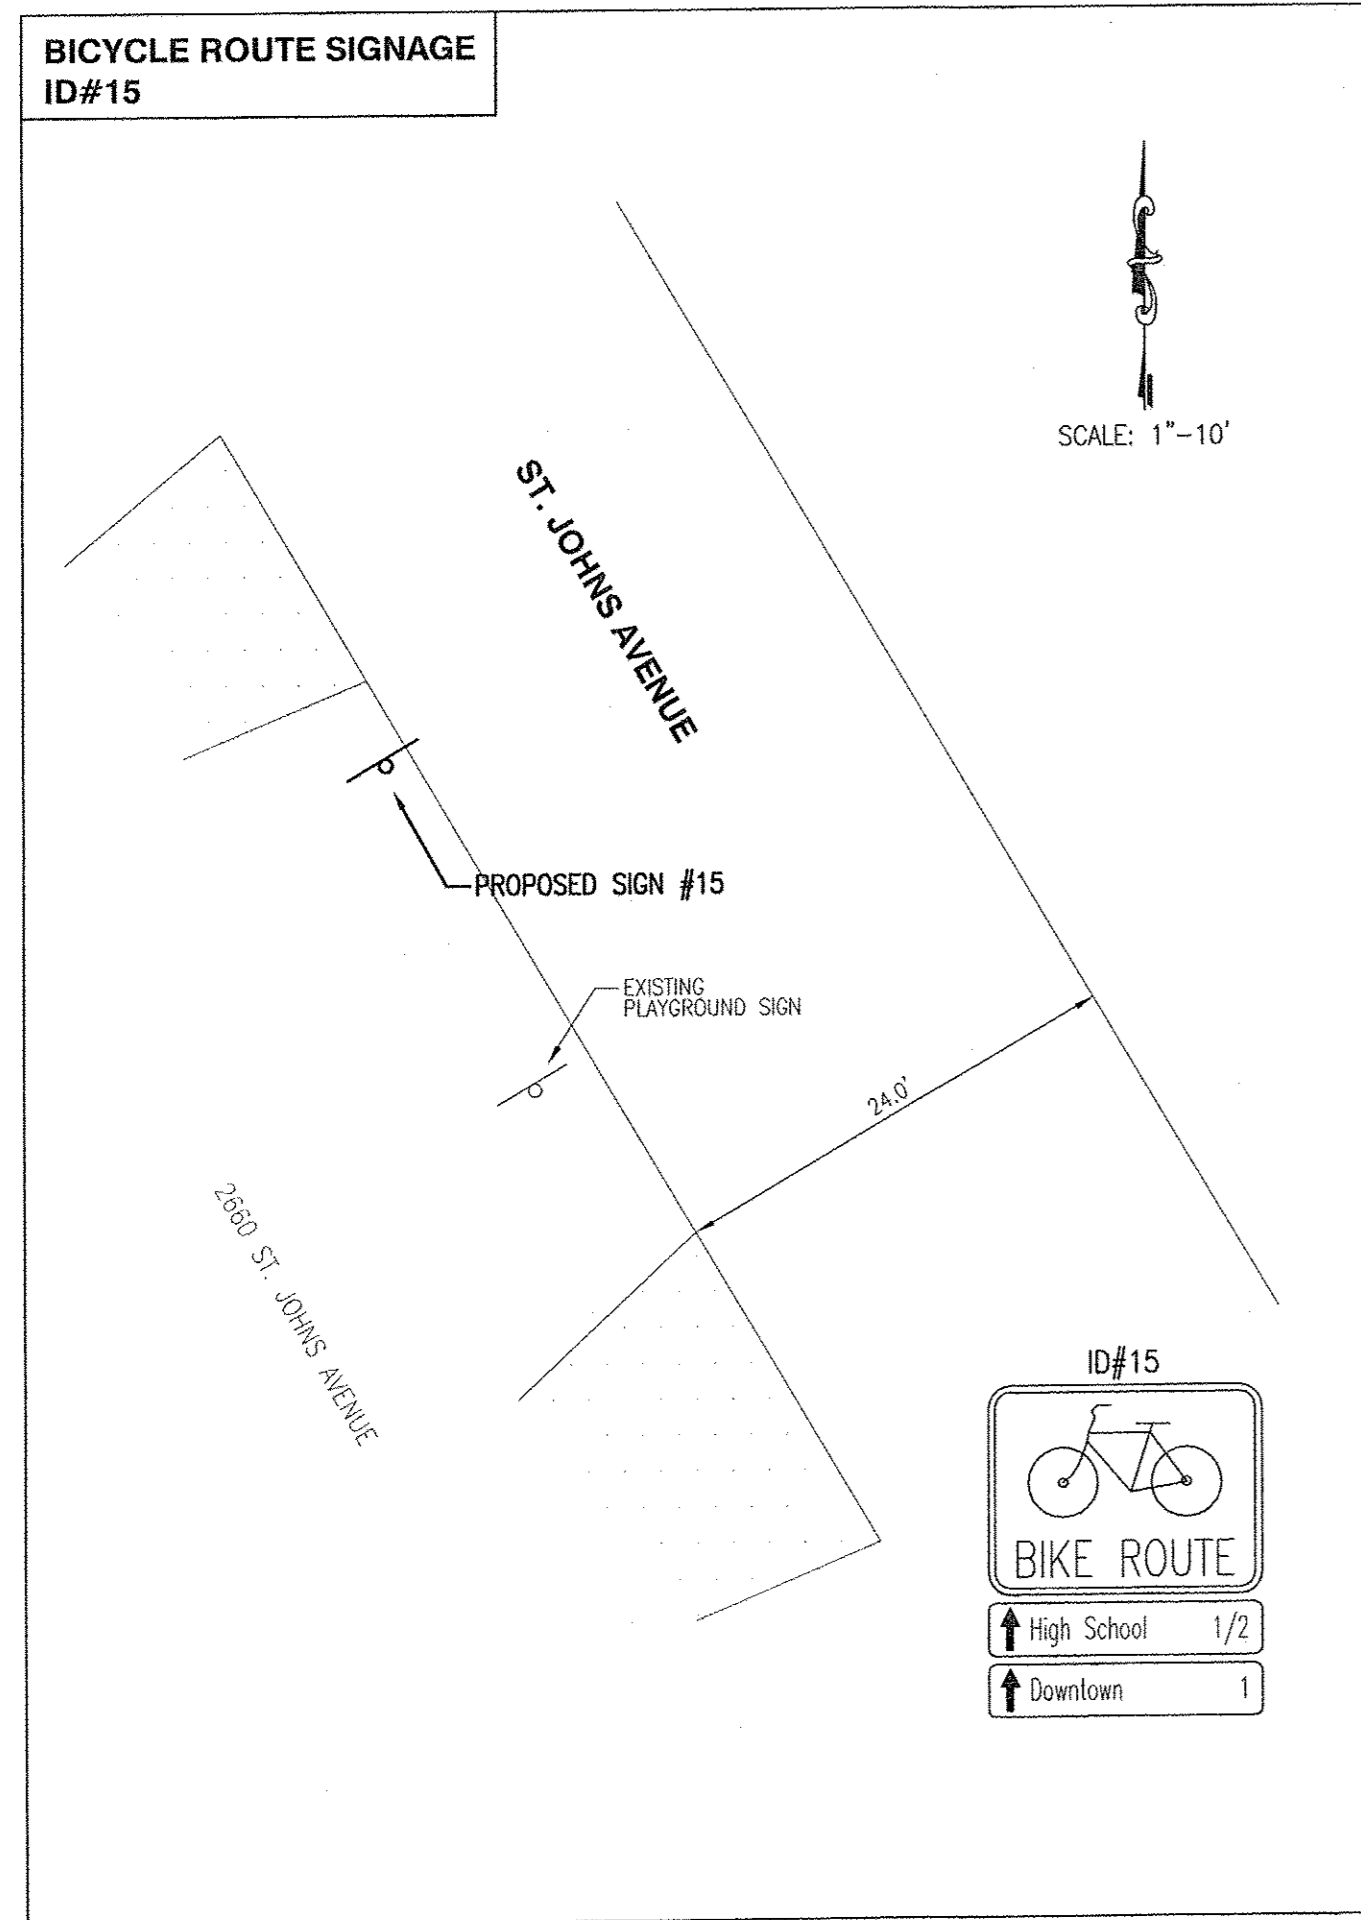 BICYCLE ROUTE SIGNAGE
ID#15
SCALE: 1"-10'
ST. JOHNS AVENUE
PROPOSED SIGN #15
EXISTING
PLAYGROUND SIGN
24.0'
2660 ST. JOHNS AVENUE
ID#15
BIKE ROUTE
High School 1/2
Downtown 1